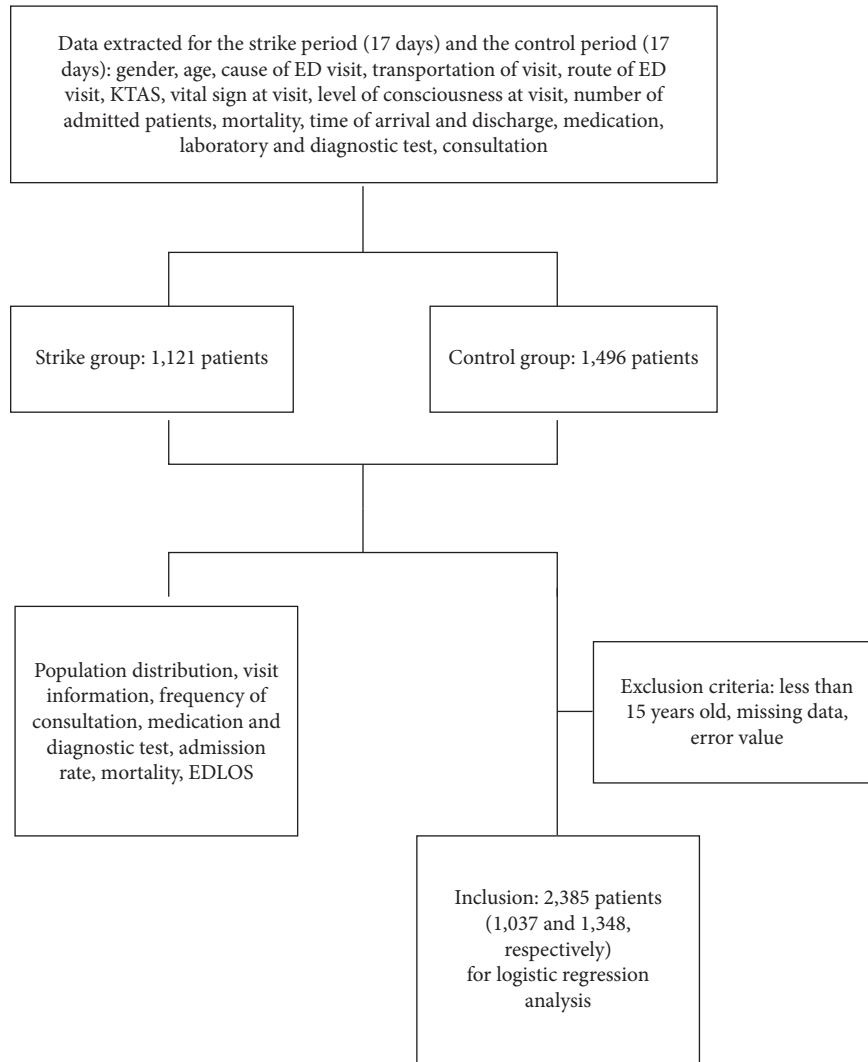 Data extracted for the strike period (17 days) and the control period (17
days): gender, age, cause of ED visit, transportation of visit, route of ED
visit, KTAS, vital sign at visit, level of consciousness at visit, number of
admitted patients, mortality, time of arrival and discharge, medication,
laboratory and diagnostic test, consultation
Strike group: 1,121 patients
Control group: 1,496 patients
Population distribution, visit
information, frequency of
consultation, medication and
diagnostic test, admission
rate, mortality, EDLOS
Exclusion criteria: less than
15 years old, missing data,
error value
Inclusion: 2,385 patients
(1,037 and 1,348,
respectively)
for logistic regression
analysis